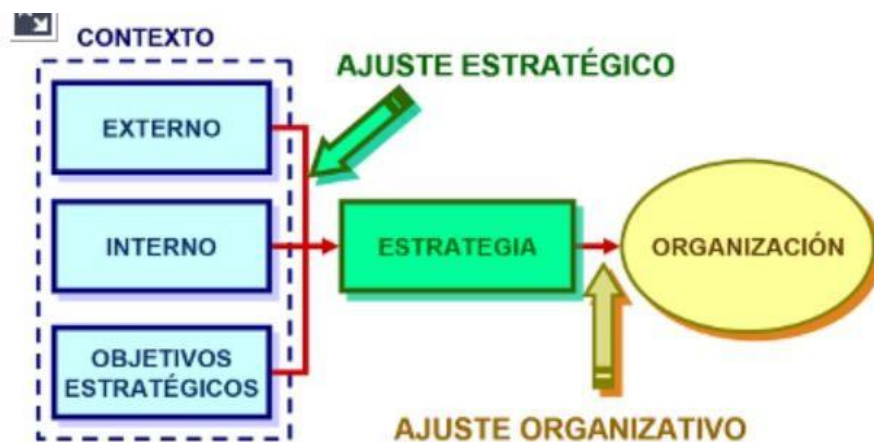 CONTEXTO
AJUSTE ESTRATÉGICO
EXTERNO
INTERNO
ESTRATEGIA
ORGANIZACIÓN
OBJETIVOS
ESTRATÉGICOS
AJUSTE ORGANIZATIVO